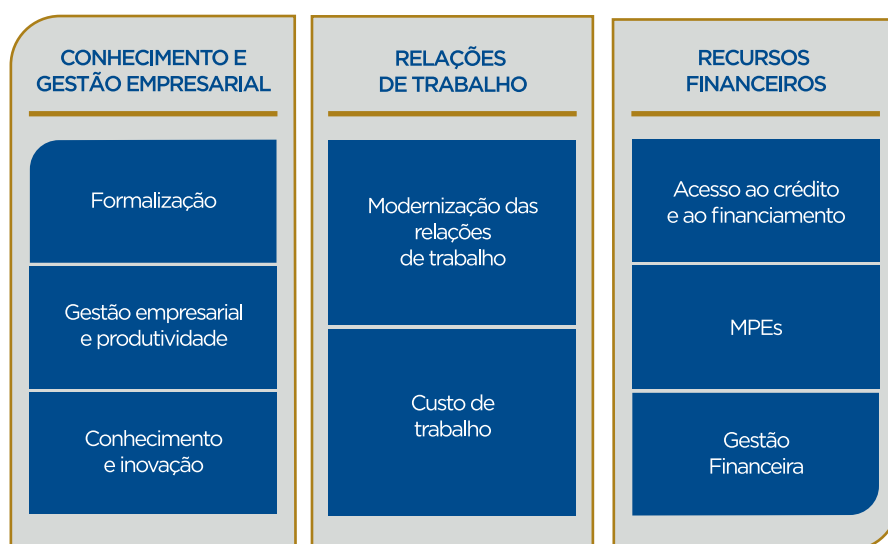 CONHECIMENTO E
GESTÃO EMPRESARIAL
Formalização
Gestão empresarial
e produtividade
Conhecimento
e inovação
RELAÇÕES
DE TRABALHO
Modernização das
relações
de trabalho
Custo de
trabalho
RECURSOS
FINANCEIROS
Acesso ao crédito
e ao financiamento
MPEs
Gestão
Financeira